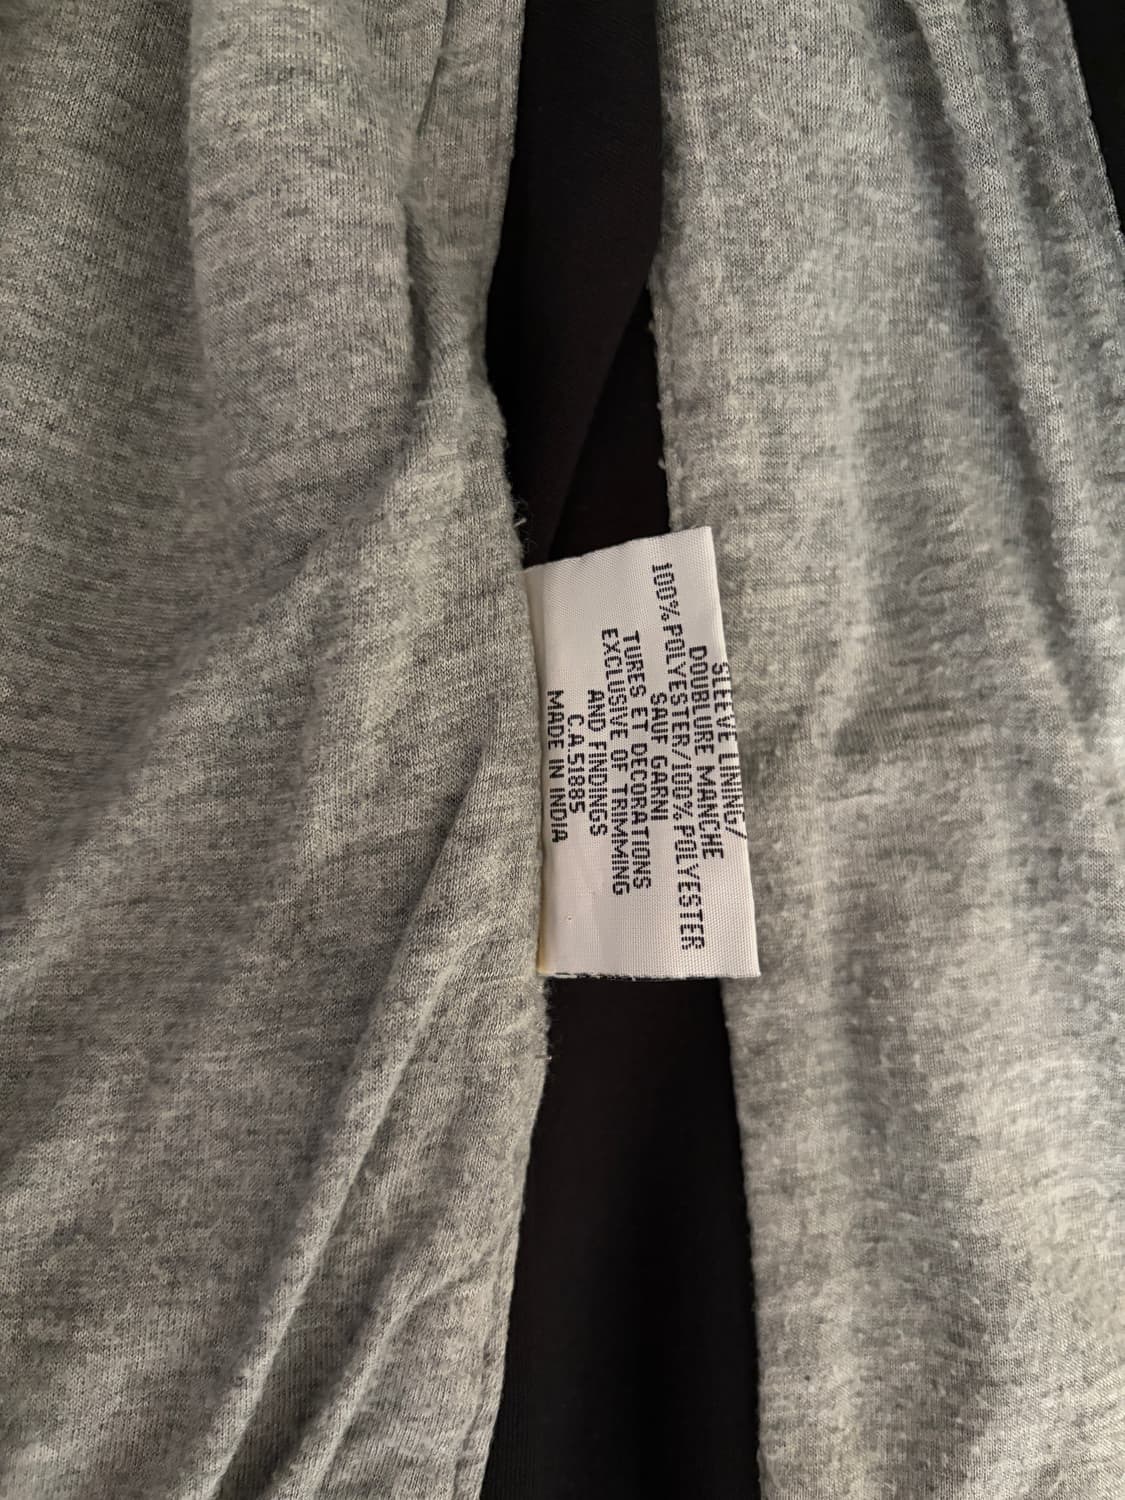 SLEEVE LINING/
DOUBLURE MANCHE
100% POLYESTER/100% POLYESTER
SAUF GARNI
TURES ET DECORATIONS
EXCLUSIVE OF TRIMMING
AND FINDINGS
C.A.51885
MADE IN INDIA